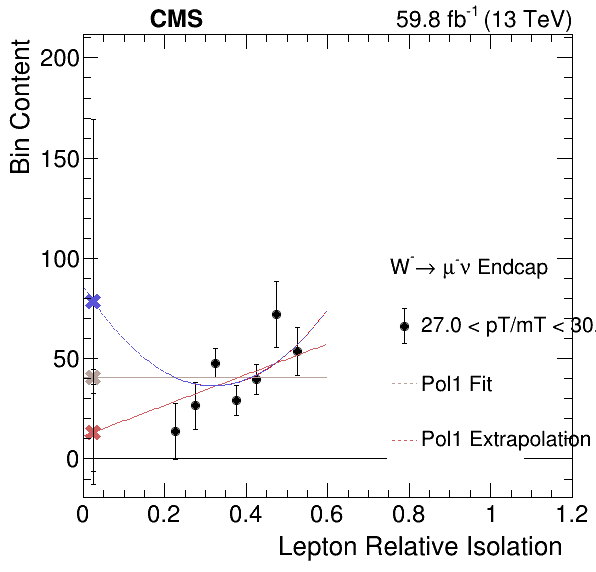 CMS 59.8 fb-1 (13 TeV)
Bin Content
200
150
100
50
0
W-→ μ-ν Endcap
27.0 < pT/mT < 30.
Pol1 Fit
Pol1 Extrapolation
0 0.2 0.4 0.6 0.8 1 1.2
Lepton Relative Isolation